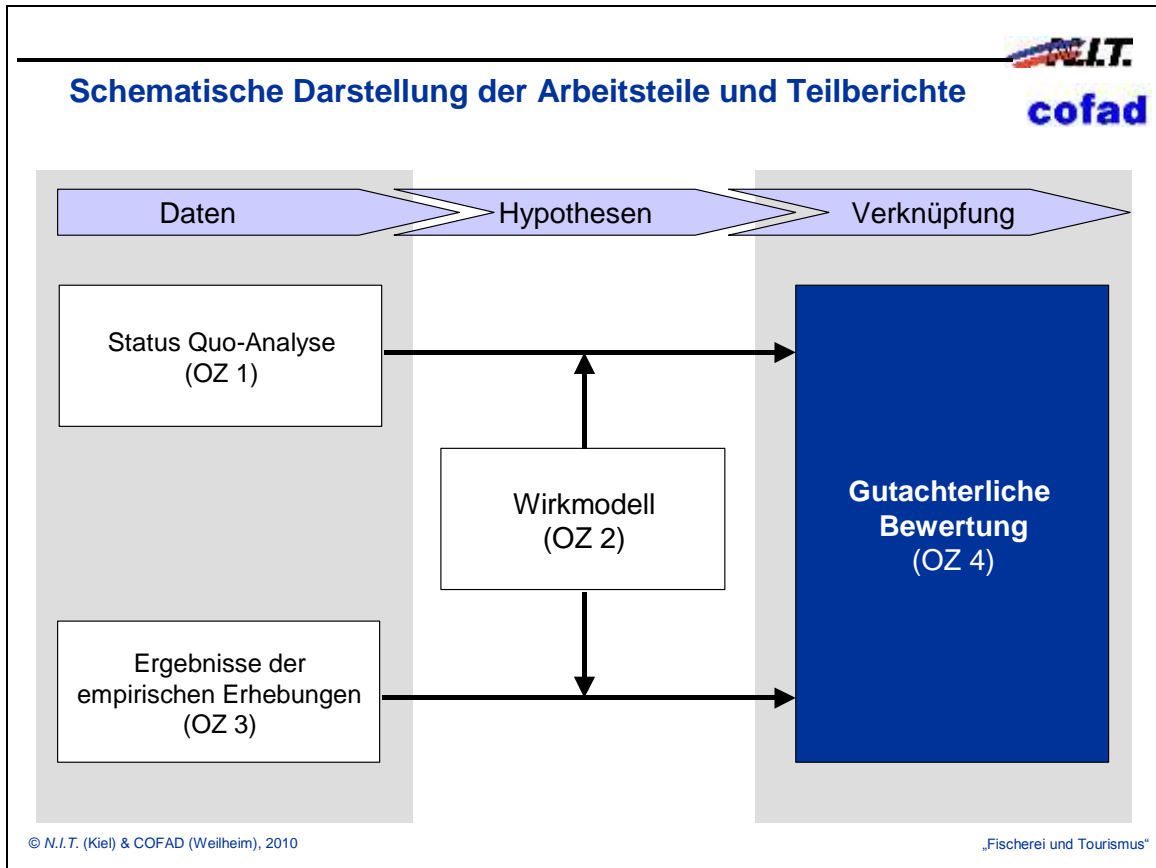 N.I.T.
Schematische Darstellung der Arbeitsteile und Teilberichte
cofad
Daten
Hypothesen
Verknüpfung
Status Quo-Analyse
(OZ 1)
Wirkmodell
(OZ 2)
Gutachterliche
Bewertung
(OZ 4)
Ergebnisse der
empirischen Erhebungen
(OZ 3)
© N.I.T. (Kiel) & COFAD (Weilheim), 2010
„Fischerei und Tourismus“